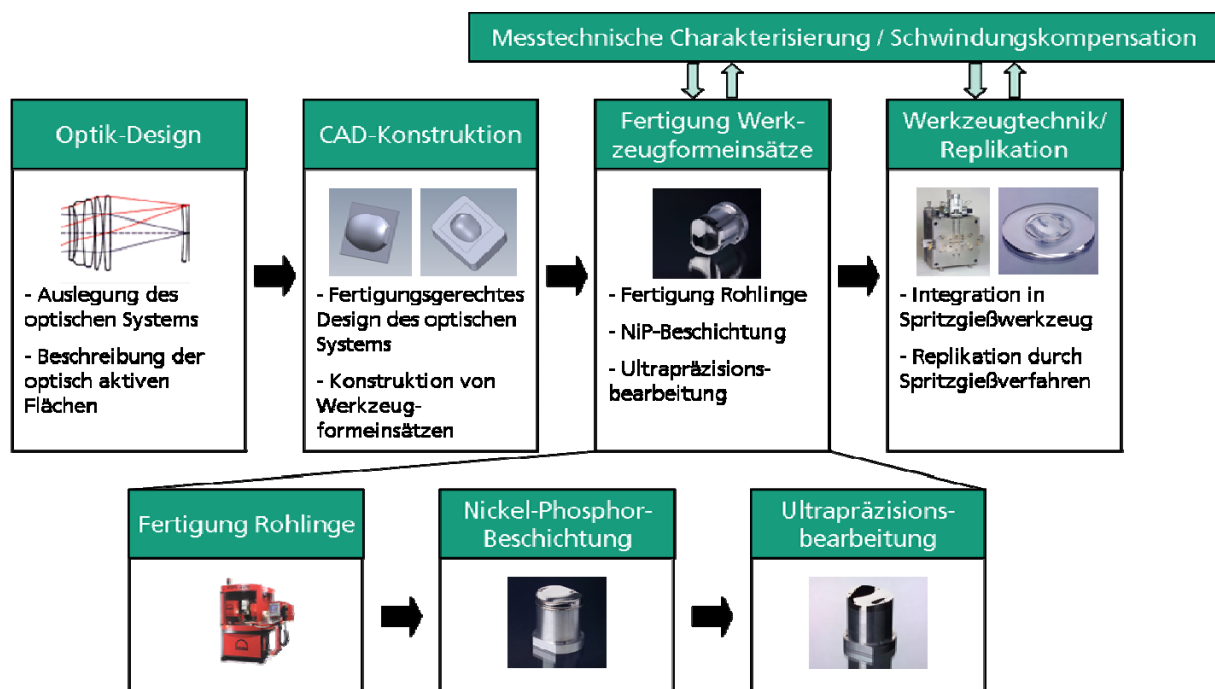 Messtechnische Charakterisierung / Schwindungskompensation
Optik-Design
- Auslegung des
optischen Systems
- Beschreibung der
optisch aktiven
Flächen
CAD-Konstruktion
- Fertigungsgerechtes
Design des optischen
Systems
- Konstruktion von
Werkzeug-
formeinsätzen
Fertigung Werk-
zeugformeinsätze
- Fertigung Rohlinge
- NiP-Beschichtung
- Ultrapräzisions-
bearbeitung
Werkzeugtechnik/
Replikation
- Integration in
Spritzgießwerkzeug
- Replikation durch
Spritzgießverfahren
Fertigung Rohlinge
Nickel-Phosphor-
Beschichtung
Ultrapräzisions-
bearbeitung